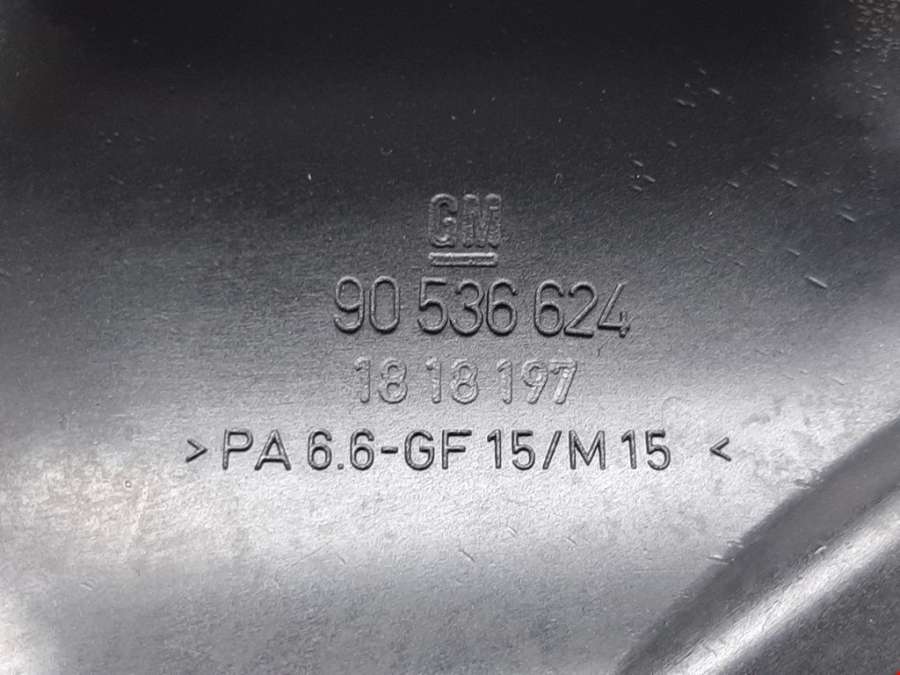 GM
90 536 624
18 18 197
>PA 6.6-GF 15/M 15 <